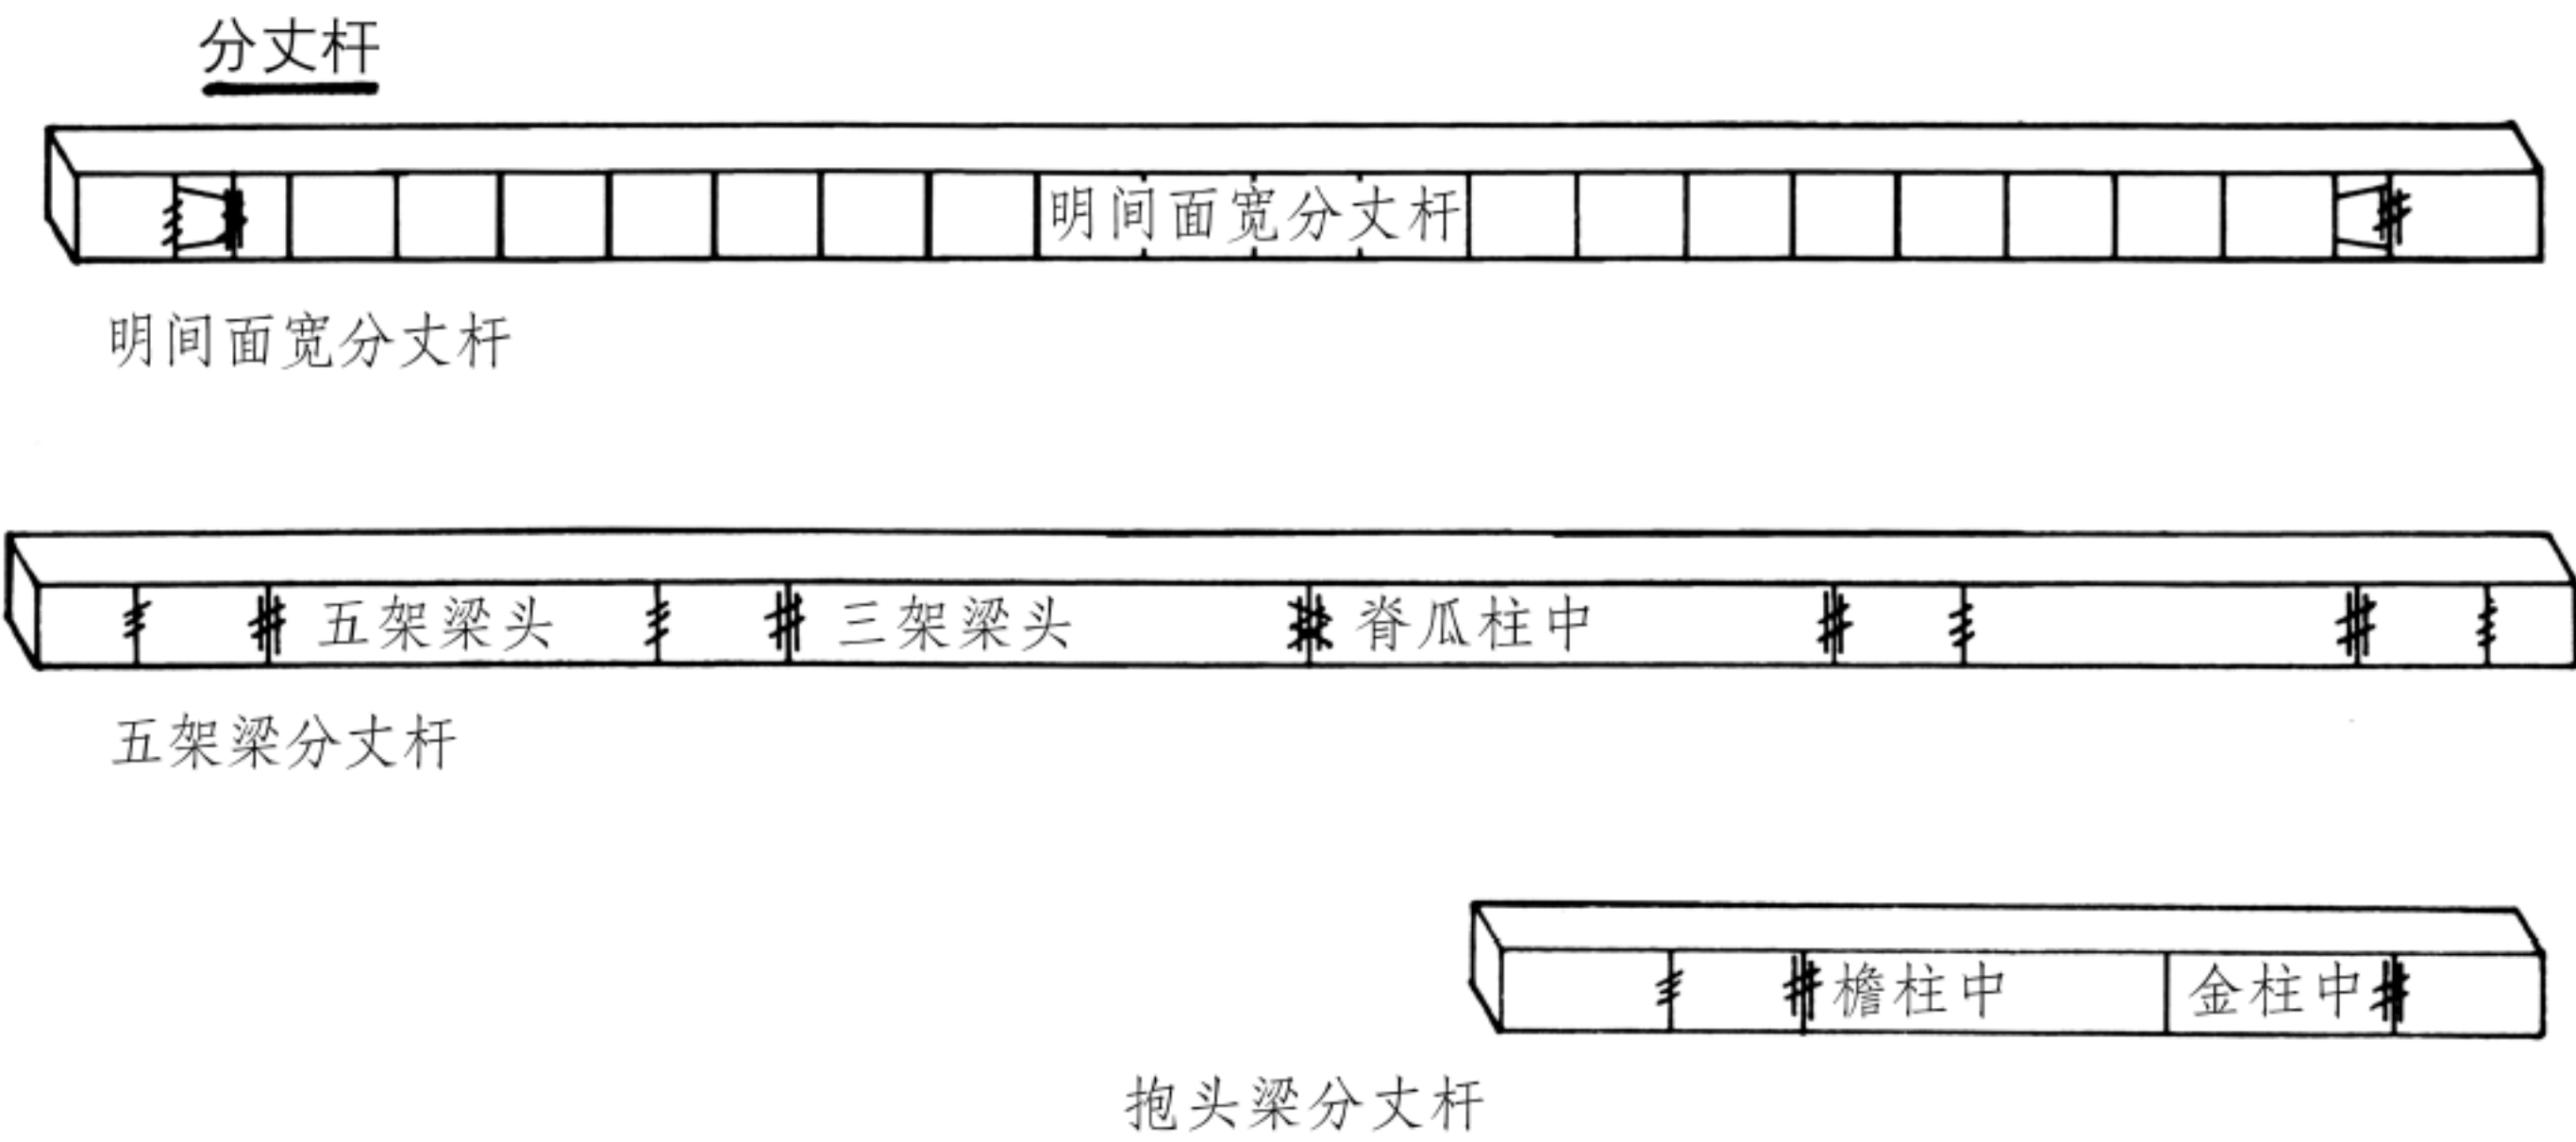 分丈杆
明间面宽分丈杆
明间面宽分丈杆
五架梁头 三架梁头 脊瓜柱中
五架梁分丈杆
檐柱中 金柱中
抱头梁分丈杆